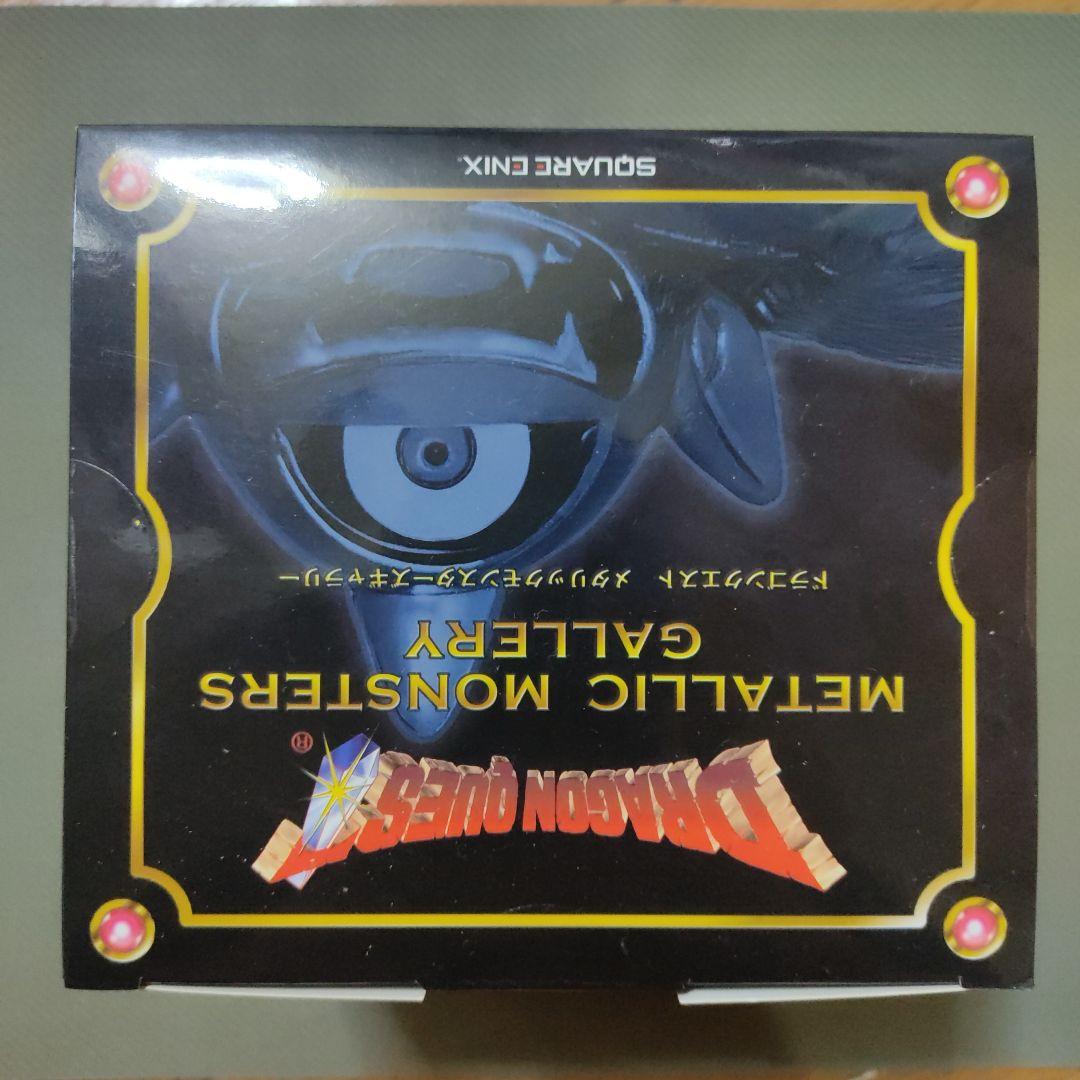 DRAGON QUEST®
METALLIC MONSTERS
GALLERY
ドラゴンクエスト メタリックモンスターズギャラリー
SQUARE ENIX